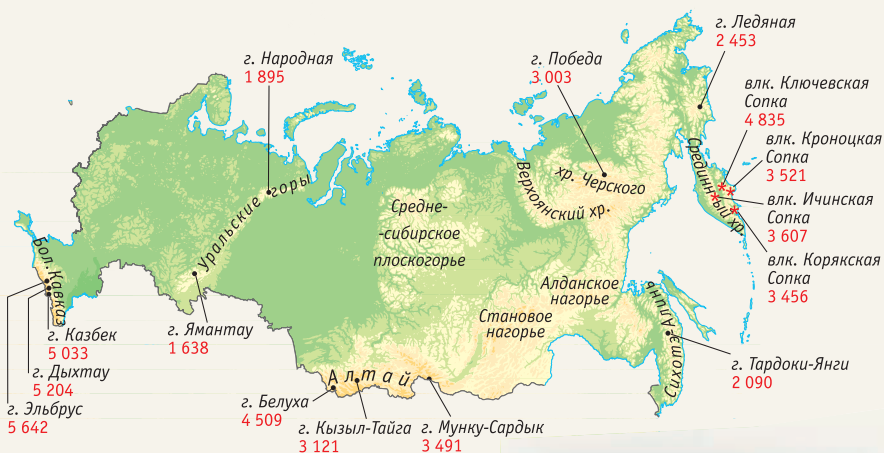 г. Ледяная
2 453
г. Народная
1 895
г. Победа
3 003
влк. Ключевская
Сопка
4 835
влк. Кроноцкая
Сопка
3 521
влк. Ичинская
Сопка
3 607
влк. Корякская
Сопка
3 456
Срединный хр.
хр. Черского
Верхоянский хр.
Уральские горы
Средне-
-сибирское
плоскогорье
Бол. Кавказ
Алданское
нагорье
Становое
нагорье
Сихотэ-Алинь
г. Ямантау
1 638
г. Казбек
5 033
г. Дыхтау
5 204
г. Эльбрус
5 642
Алтай
г. Тардоки-Янги
2 090
г. Белуха
4 509
г. Кызыл-Тайга
3 121
г. Мунку-Сардык
3 491